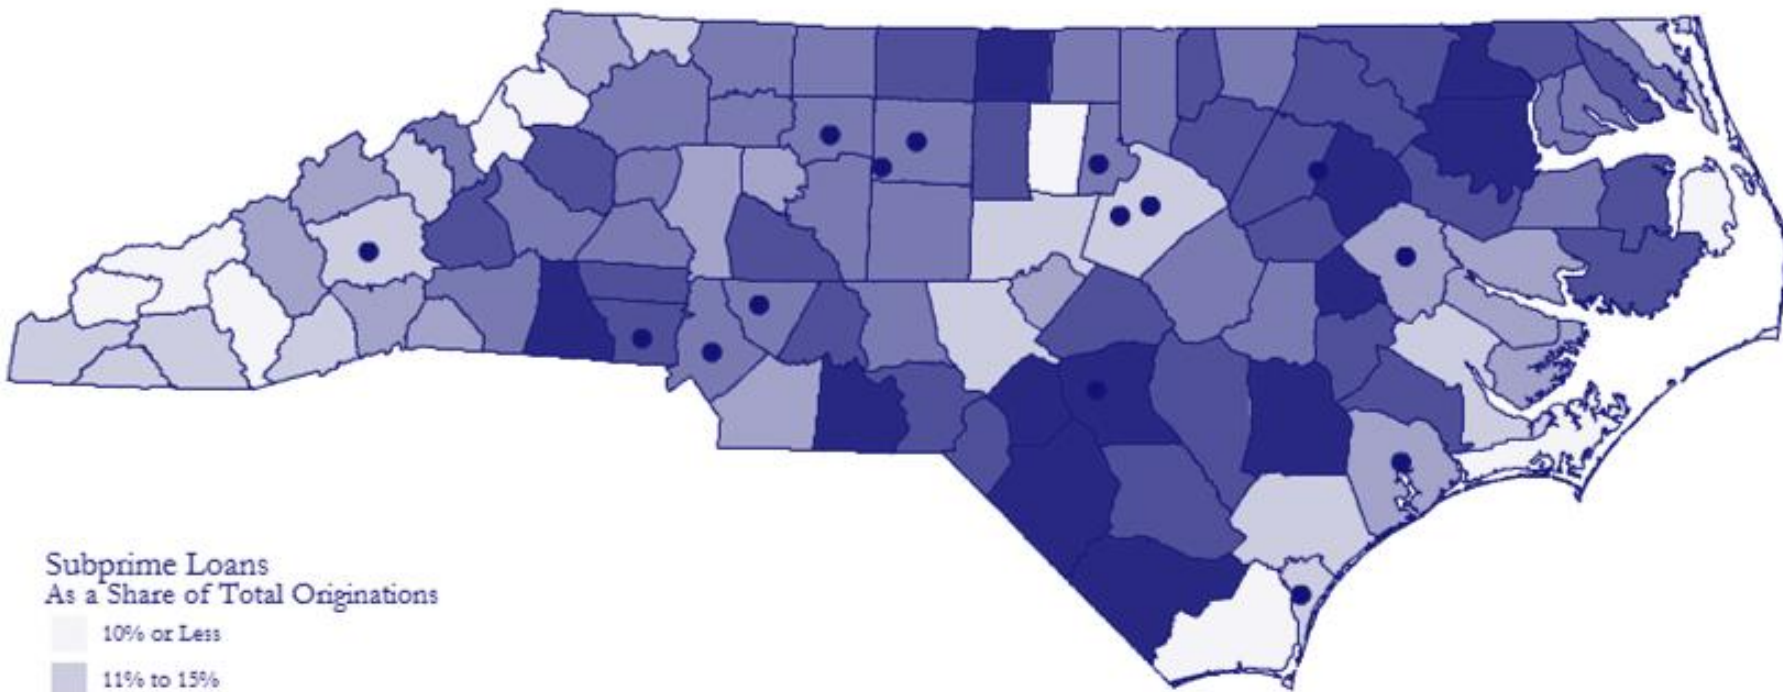 Subprime Loans
As a Share of Total Originations
10% or Less
11% to 15%